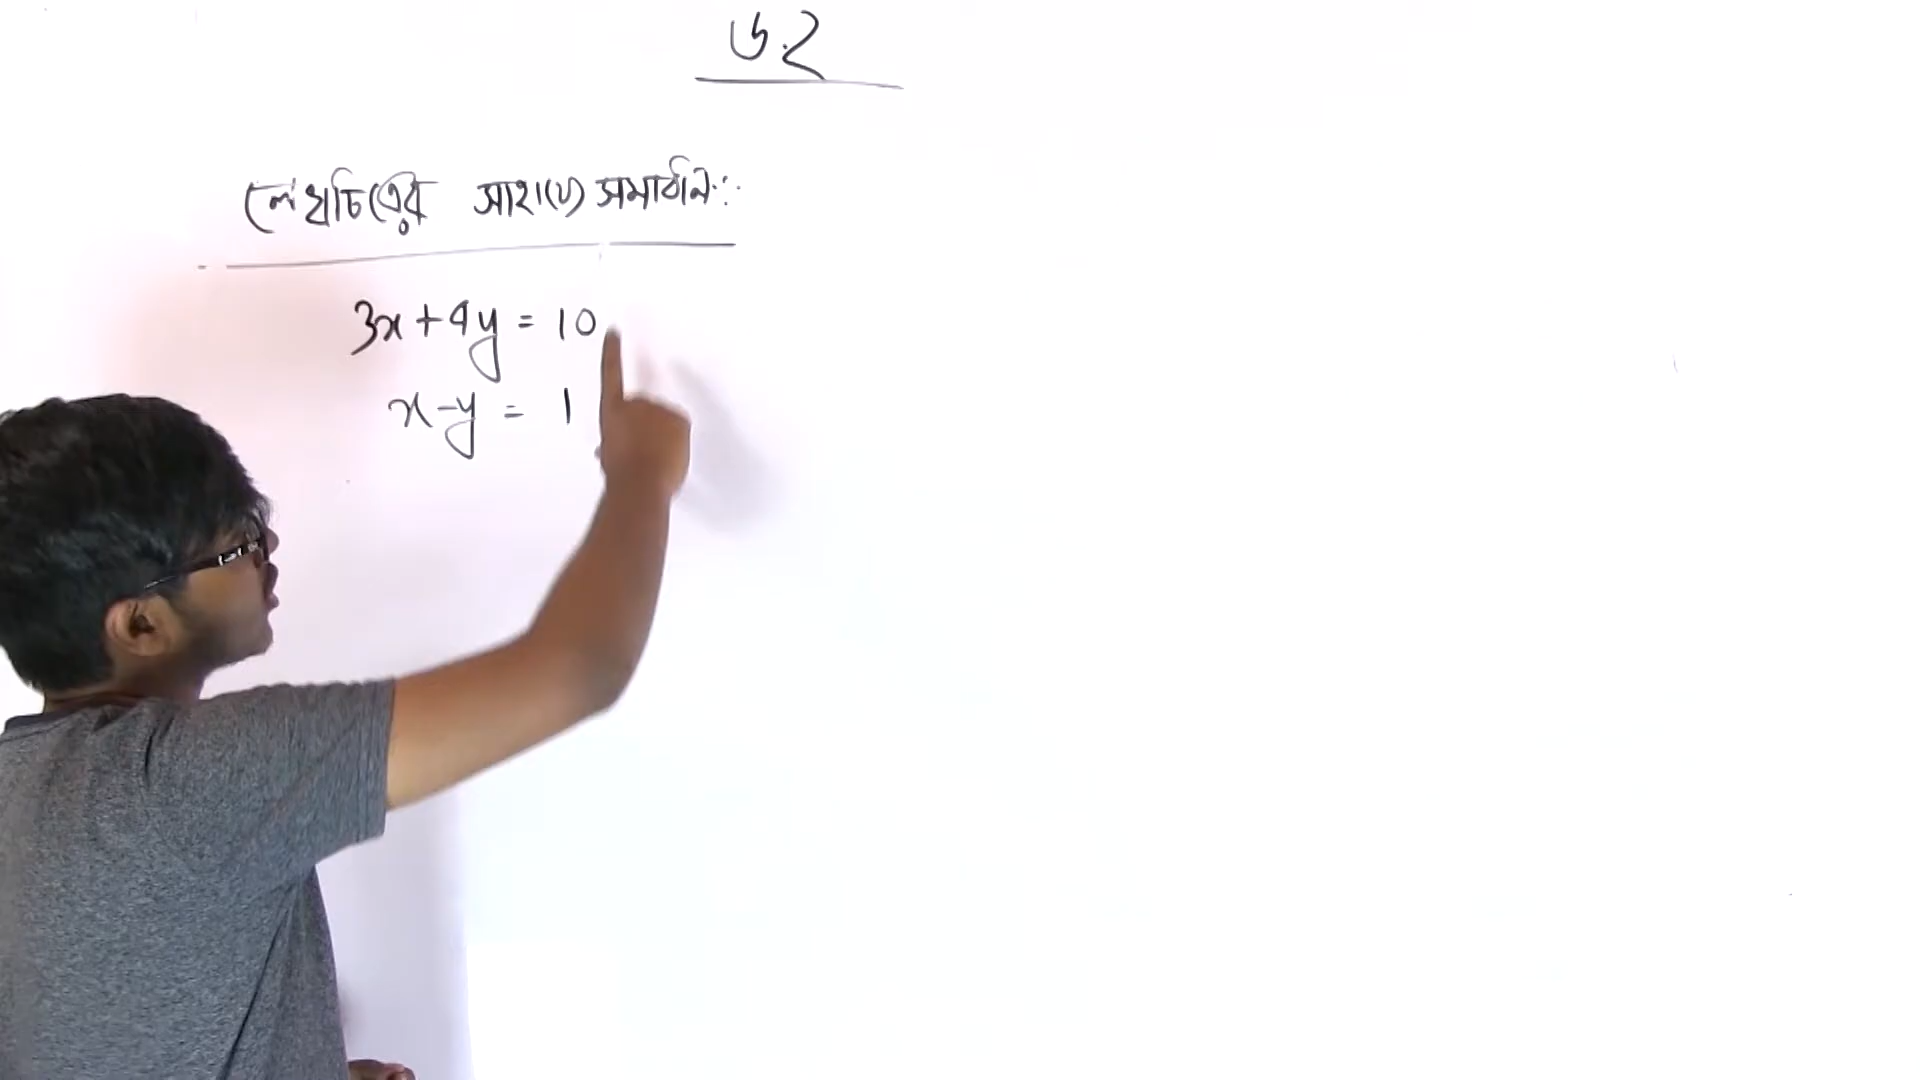 ৬.২
লেখচিত্রের সাহায্যে সমাধান:
3x + 4y = 10
x - y = 1